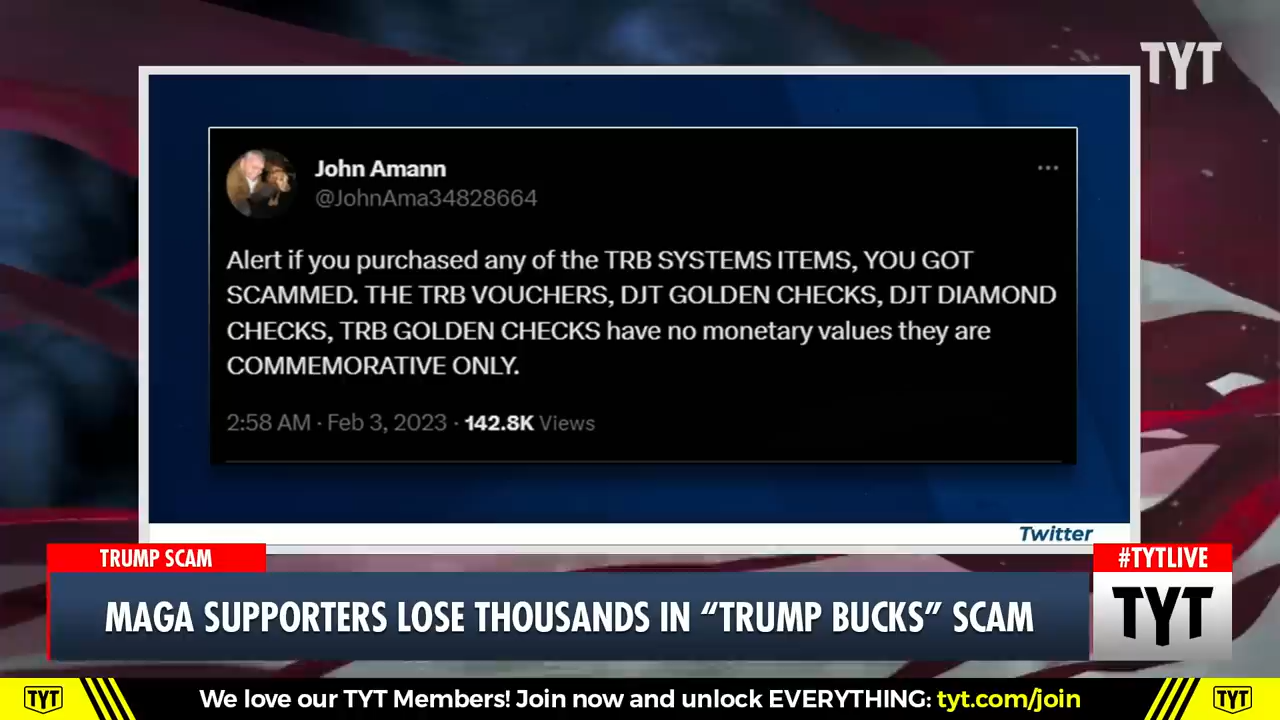 TYT
John Amann
@JohnAma34828664
Alert if you purchased any of the TRB SYSTEMS ITEMS, YOU GOT
SCAMMED. THE TRB VOUCHERS, DJT GOLDEN CHECKS, DJT DIAMOND
CHECKS, TRB GOLDEN CHECKS have no monetary values they are
COMMEMORATIVE ONLY.
2:58 AM · Feb 3, 2023 · 142.8K Views
Twitter
TRUMP SCAM
#TYTLIVE
MAGA SUPPORTERS LOSE THOUSANDS IN “TRUMP BUCKS” SCAM
TYT
TYT
We love our TYT Members! Join now and unlock EVERYTHING: tyt.com/join
TYT